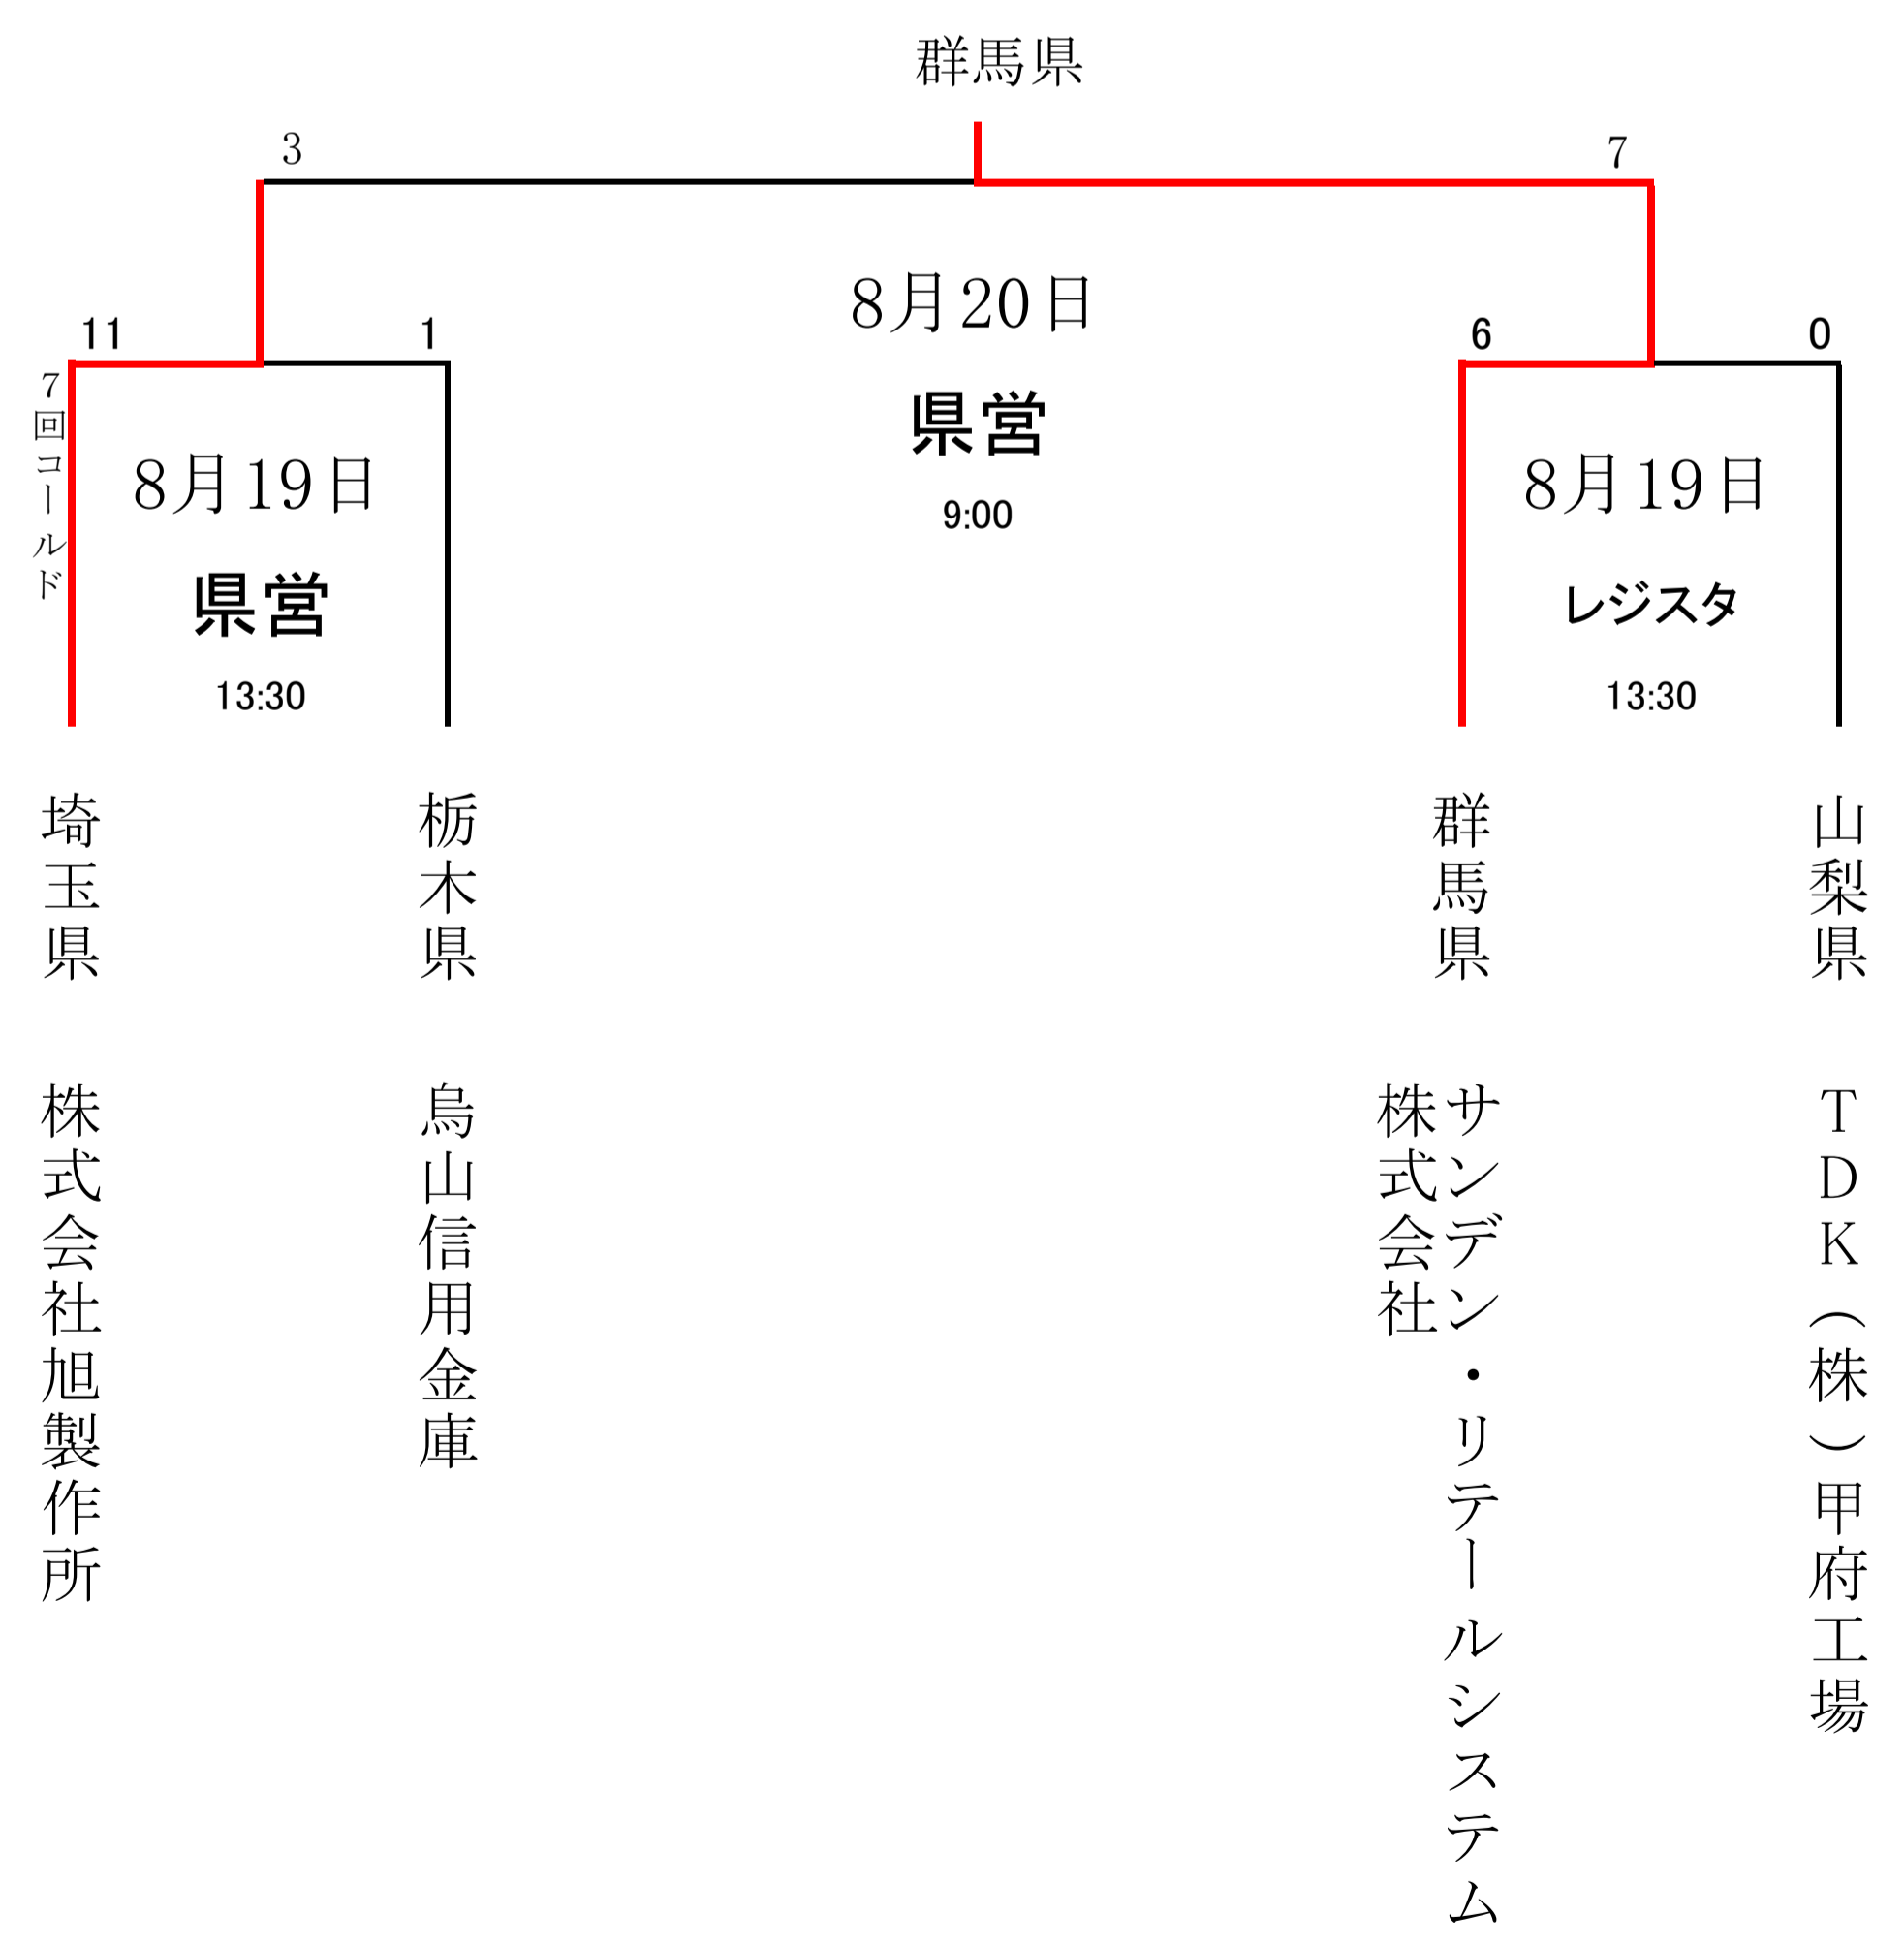 群馬県
3
7
8月20日
県営
9:00
11
1
7回コールド
8月19日
県営
13:30
6
0
8月19日
レジスタ
13:30
埼玉県　株式会社旭製作所
栃木県　烏山信用金庫
群馬県　サンデン・リテールシステム
株式会社
山梨県　TDK（株）甲府工場